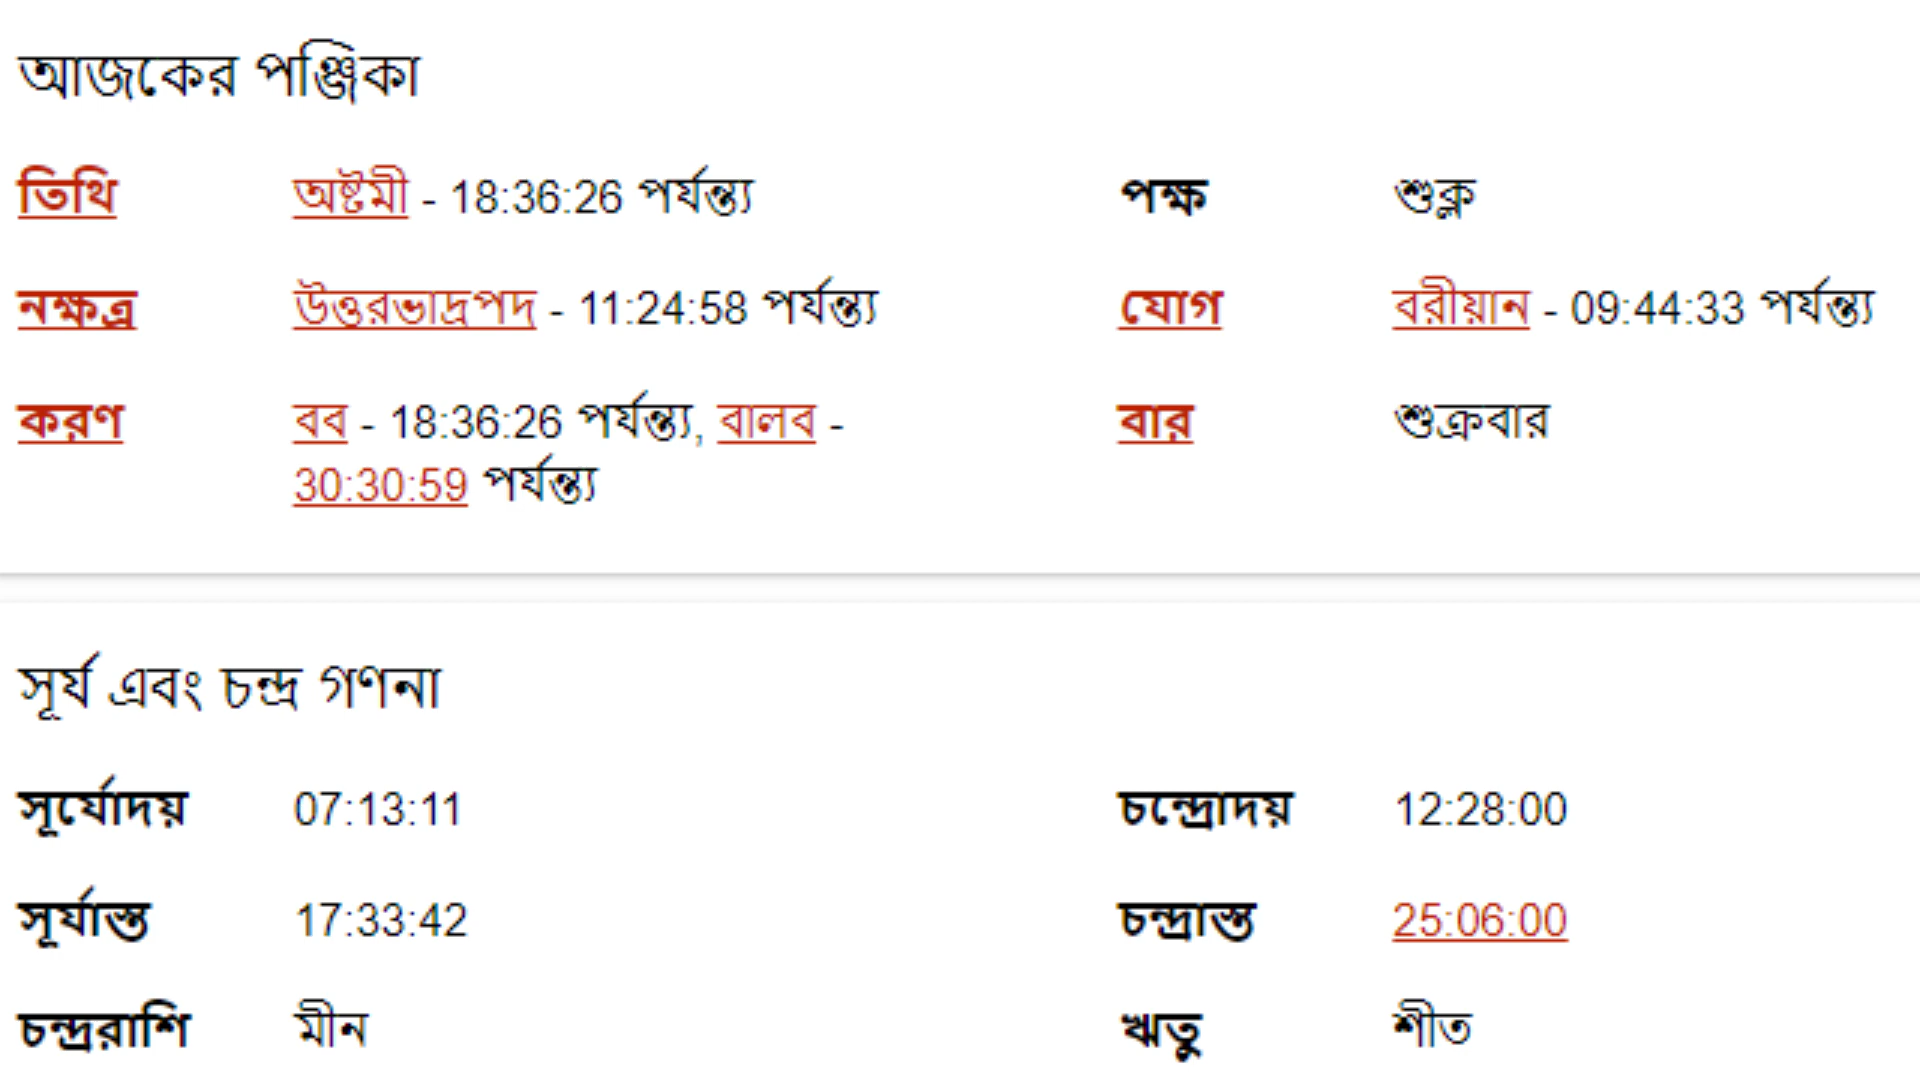 আজকের পঞ্জিকা
তিথি অষ্টমী - 18:36:26 পর্যন্ত্য পক্ষ শুক্ল
নক্ষত্র উত্তরভাদ্রপদ - 11:24:58 পর্যন্ত্য যোগ বরীয়ান - 09:44:33 পর্যন্ত্য
করণ বব - 18:36:26 পর্যন্ত্য, বালব - বার শুক্রবার
30:30:59 পর্যন্ত্য
সূর্য এবং চন্দ্র গণনা
সূর্যোদয় 07:13:11 চন্দ্রোদয় 12:28:00
সূর্যাস্ত 17:33:42 চন্দ্রাস্ত 25:06:00
চন্দ্ররাশি মীন ঋতু শীত